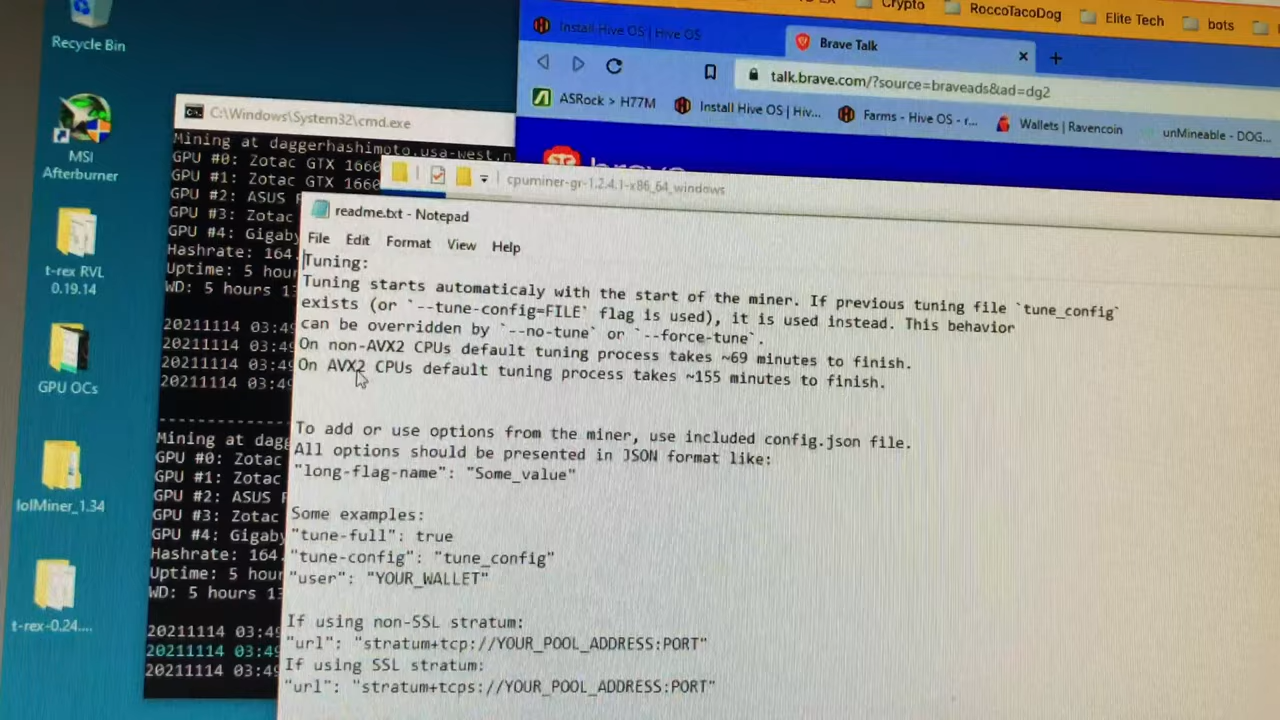 Crypto
RoccoTacoDog
Elite Tech
bots
Install Hive OS | Hive OS
Brave Talk
talk.brave.com/?source=braveads&ad=dg2
ASRock > H77M
Install Hive OS | Hiv...
Farms - Hive OS - r...
Wallets | Ravencoin
unMineable - DOG...
Recycle Bin
MSI
Afterburner
t-rex RVL
0.19.14
GPU OCs
lolMiner_1.34
t-rex-0.24....
C:\Windows\System32\cmd.exe
Mining at daggerhashimoto.usa-west.n
GPU #0: Zotac GTX 1660
GPU #1: Zotac GTX 1660
GPU #2: ASUS
GPU #3: Zotac
GPU #4: Gigaby
Hashrate: 164.
Uptime: 5 hour
WD: 5 hours 1
20211114 03:49
20211114 03:49
20211114 03:49
20211114 03:49
--------------
Mining at dagg
GPU #0: Zotac
GPU #1: Zotac
GPU #2: ASUS
GPU #3: Zotac
GPU #4: Gigaby
Hashrate: 164.
Uptime: 5 hour
WD: 5 hours 13
20211114 03:49
20211114 03:49
20211114 03:49
cpuminer-gr-1.2.4.1-x86_64_windows
readme.txt - Notepad
File Edit Format View Help
Tuning:
Tuning starts automaticaly with the start of the miner. If previous tuning file `tune_config`
exists (or `--tune-config=FILE` flag is used), it is used instead. This behavior
can be overridden by `--no-tune` or `--force-tune`.
On non-AVX2 CPUs default tuning process takes ~69 minutes to finish.
On AVX2 CPUs default tuning process takes ~155 minutes to finish.
To add or use options from the miner, use included config.json file.
All options should be presented in JSON format like:
"long-flag-name": "Some_value"
Some examples:
"tune-full": true
"tune-config": "tune_config"
"user": "YOUR_WALLET"
If using non-SSL stratum:
"url": "stratum+tcp://YOUR_POOL_ADDRESS:PORT"
If using SSL stratum:
"url": "stratum+tcps://YOUR_POOL_ADDRESS:PORT"